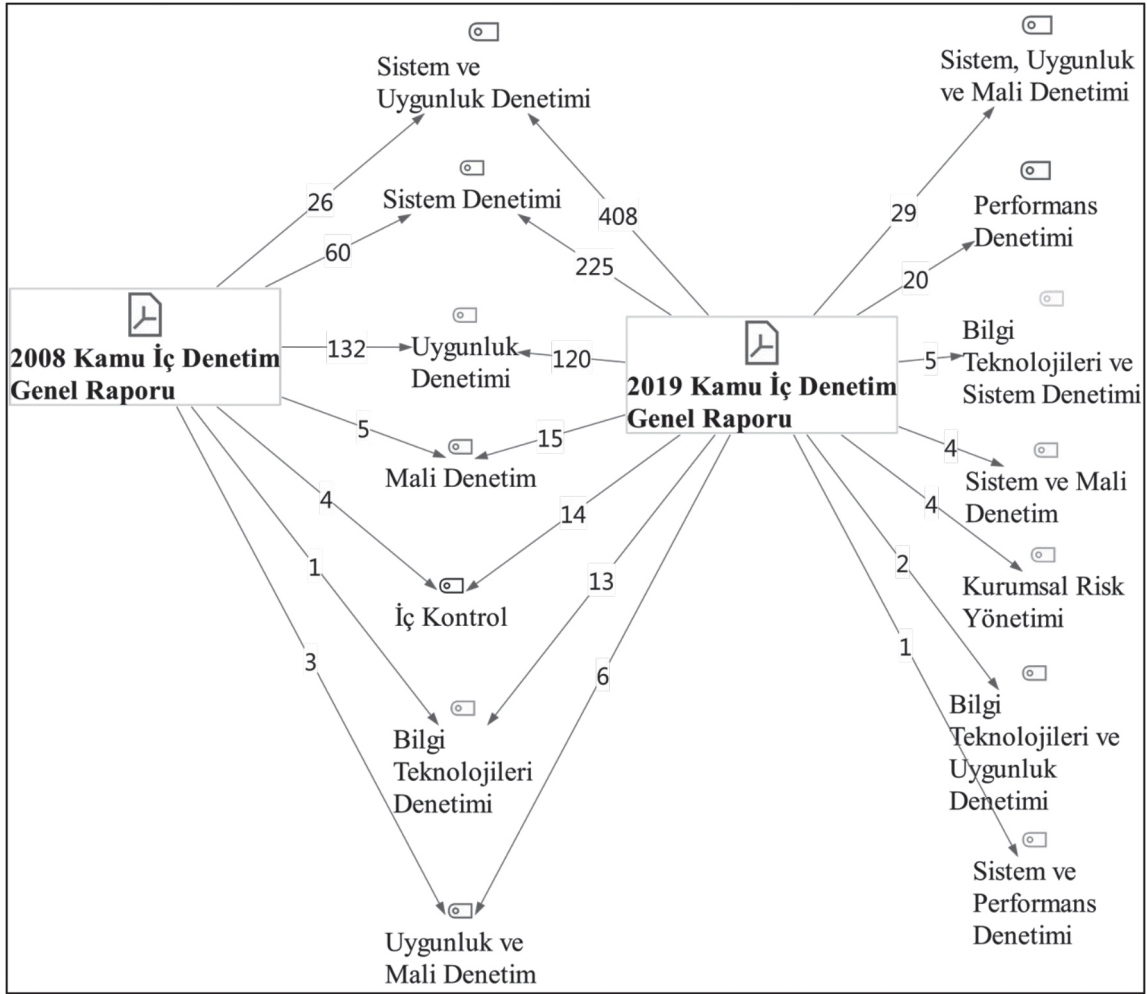 Sistem ve
Uygunluk Denetimi
Sistem, Uygunluk
ve Mali Denetimi
Sistem Denetimi
26
408
29
Performans
Denetimi
60
225
20
2008 Kamu İç Denetim
Genel Raporu
132
Uygunluk
Denetimi
120
2019 Kamu İç Denetim
Genel Raporu
5
Bilgi
Teknolojileri ve
Sistem Denetimi
5
15
Mali Denetim
4
Sistem ve Mali
Denetim
4
14
4
Kurumsal Risk
Yönetimi
1
13
2
İç Kontrol
3
6
1
Bilgi
Teknolojileri ve
Uygunluk
Denetimi
Bilgi
Teknolojileri
Denetimi
Sistem ve
Performans
Denetimi
Uygunluk ve
Mali Denetim